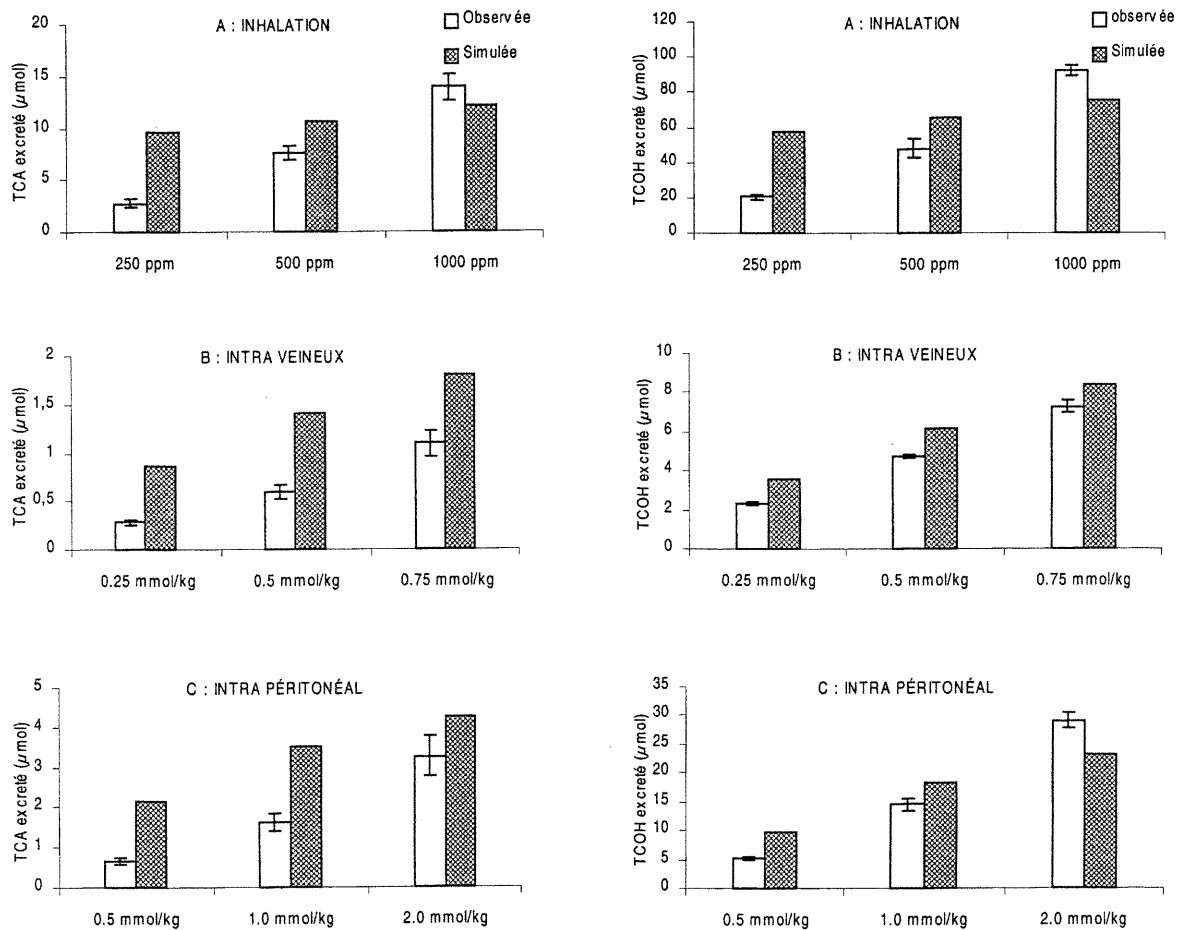 A : INHALATION
Observée
Simulée
TCA excreté (µmol)
20
15
10
5
0
250 ppm
500 ppm
1000 ppm
A : INHALATION
observée
Simulée
TCOH excreté (µmol)
120
100
80
60
40
20
0
250 ppm
500 ppm
1000 ppm
B : INTRA VEINEUX
TCA excreté (µmol)
2
1,5
1
0,5
0
0.25 mmol/kg
0.5 mmol/kg
0.75 mmol/kg
B : INTRA VEINEUX
TCOH excreté (µmol)
10
8
6
4
2
0
0.25 mmol/kg
0.5 mmol/kg
0.75 mmol/kg
C : INTRA PÉRITONÉAL
TCA excreté (µmol)
5
4
3
2
1
0
0.5 mmol/kg
1.0 mmol/kg
2.0 mmol/kg
C : INTRA PÉRITONÉAL
TCOH excreté (µmol)
35
30
25
20
15
10
5
0
0.5 mmol/kg
1.0 mmol/kg
2.0 mmol/kg